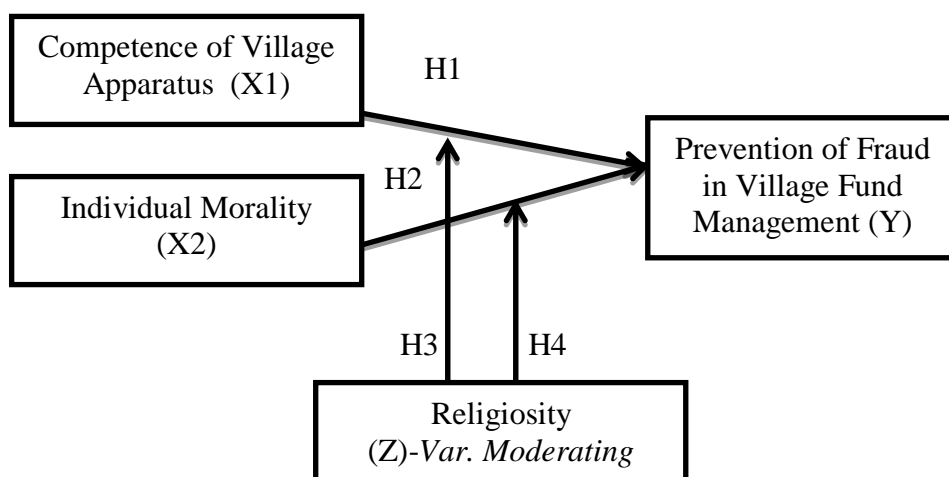 Competence of Village
Apparatus (X1)
H1
Prevention of Fraud
in Village Fund
Management (Y)
H2
Individual Morality
(X2)
H3
H4
Religiosity
(Z)-Var. Moderating